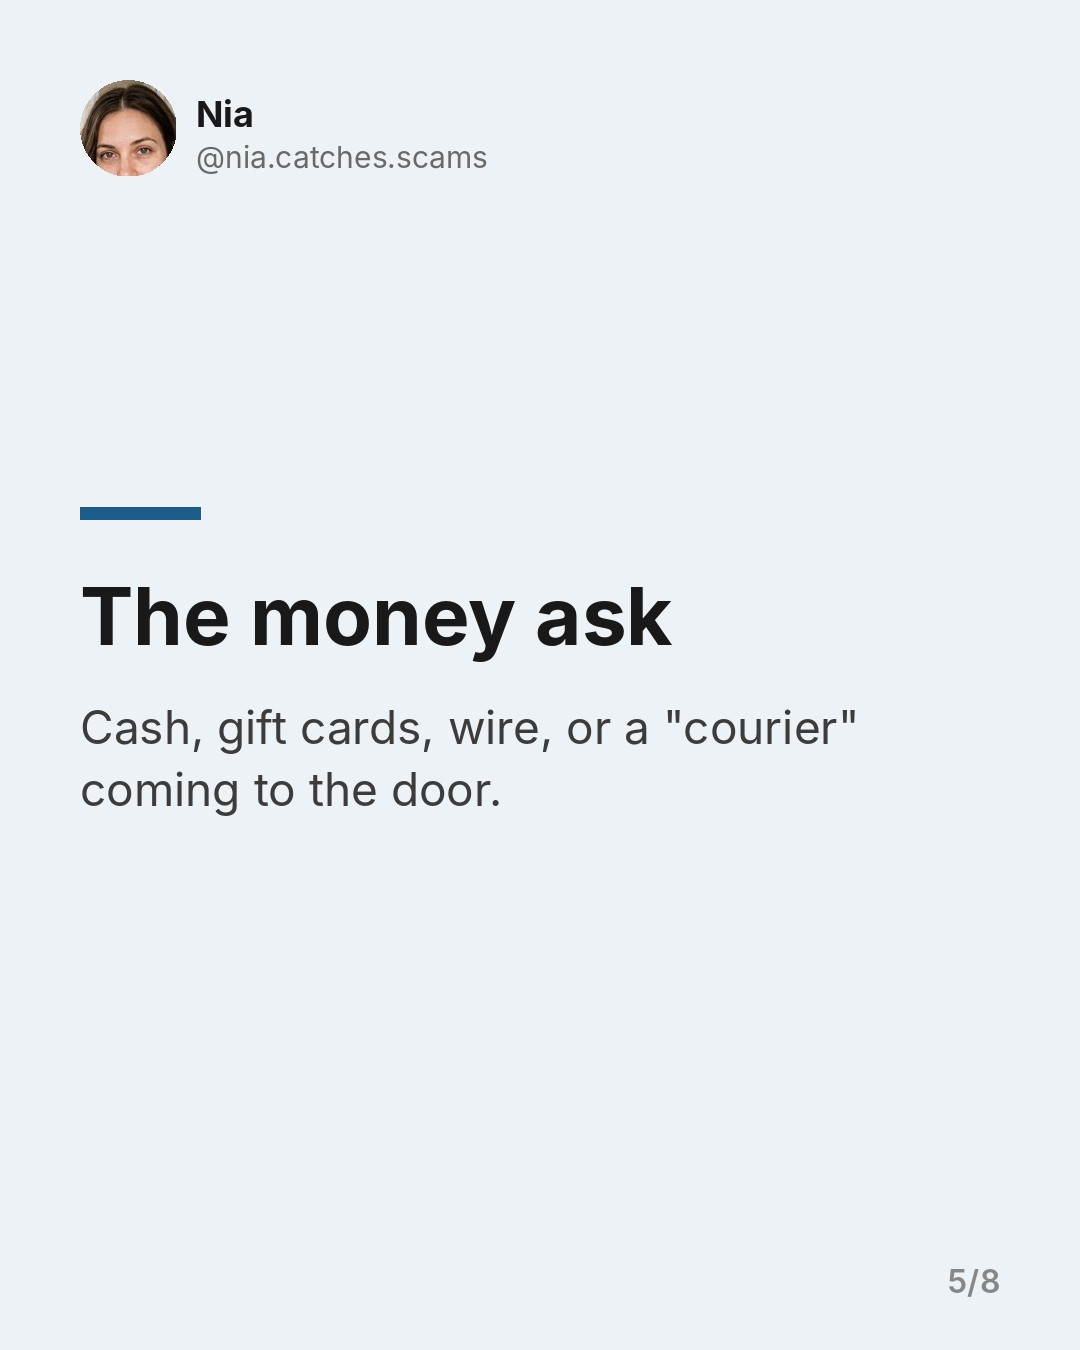 Nia
@nia.catches.scams
The money ask
Cash, gift cards, wire, or a "courier"
coming to the door.
5/8